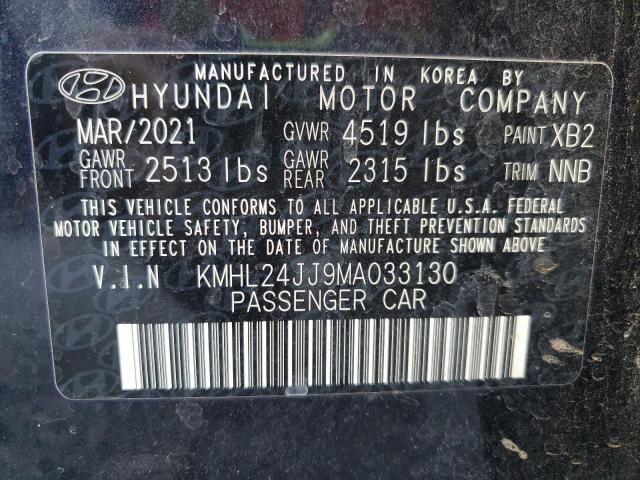 MANUFACTURED IN KOREA BY
HYUNDAI MOTOR COMPANY
MAR/2021 GVWR 4519 lbs PAINT XB2
GAWR FRONT 2513 lbs GAWR REAR 2315 lbs TRIM NNB
THIS VEHICLE CONFORMS TO ALL APPLICABLE U.S.A. FEDERAL
MOTOR VEHICLE SAFETY, BUMPER, AND THEFT PREVENTION STANDARDS
IN EFFECT ON THE DATE OF MANUFACTURE SHOWN ABOVE.
V.I.N KMHL24JJ9MA033130
PASSENGER CAR